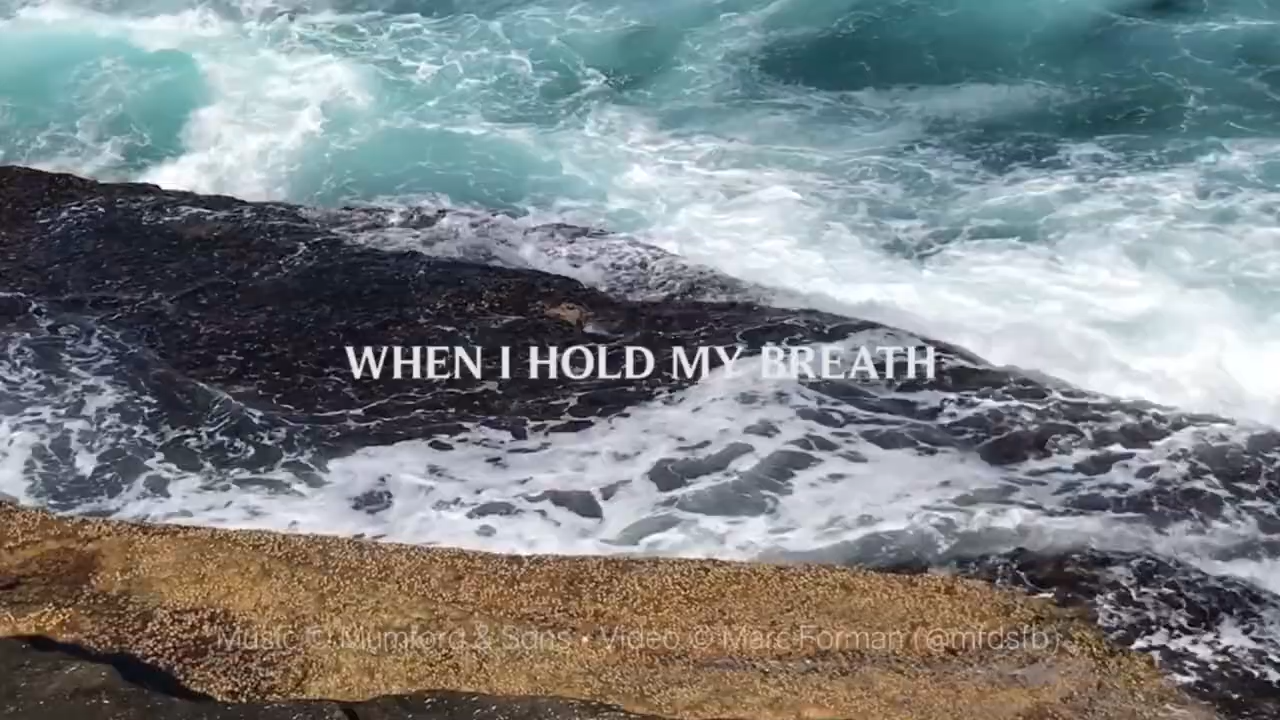 WHEN I HOLD MY BREATH
Music © Mumford & Sons • Video © Marc Forman (@mfdsfb)